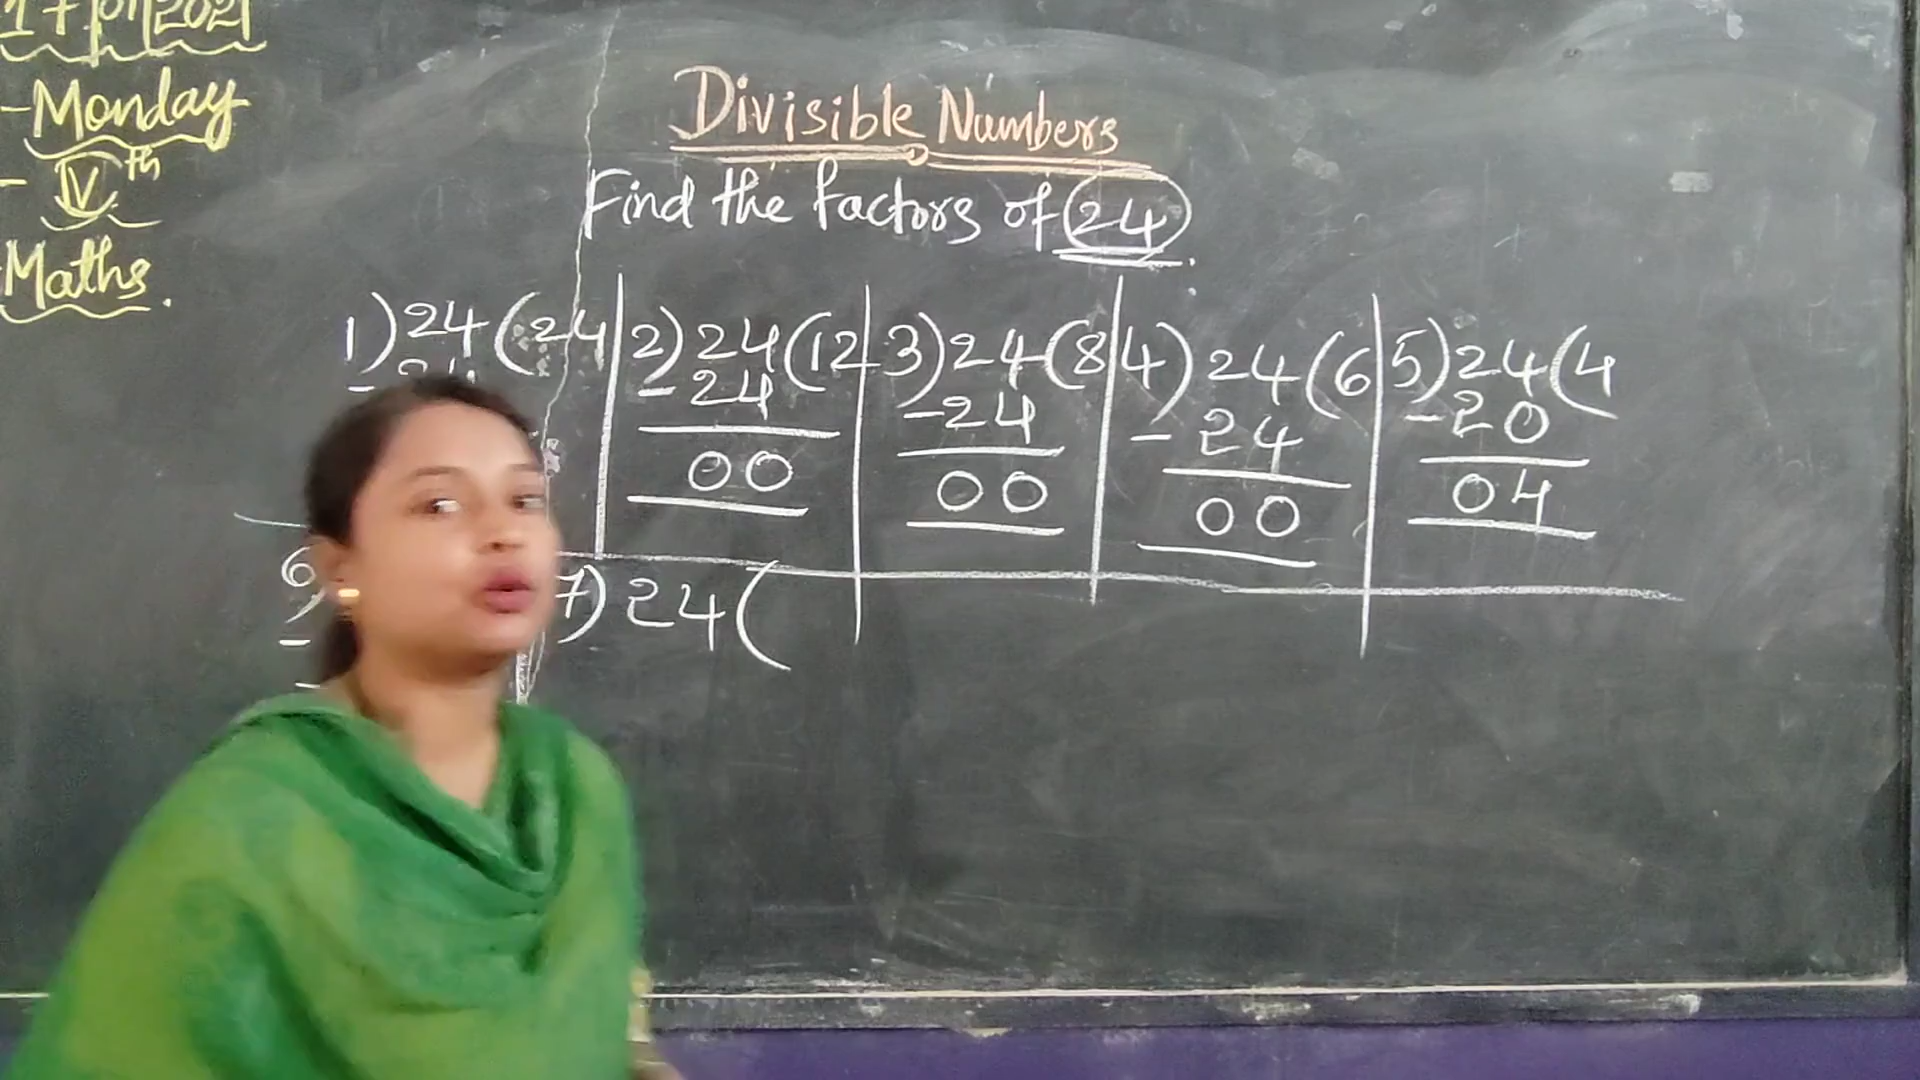 17/01/2021
-Monday
- IVth
Maths.
Divisible Numbers
Find the factors of 24.
1)24(24 2)24(12 3)24(8 4)24(6 5)24(4
-24 -24 -24 -24 -20
00 00 00 04
6) 7)24(